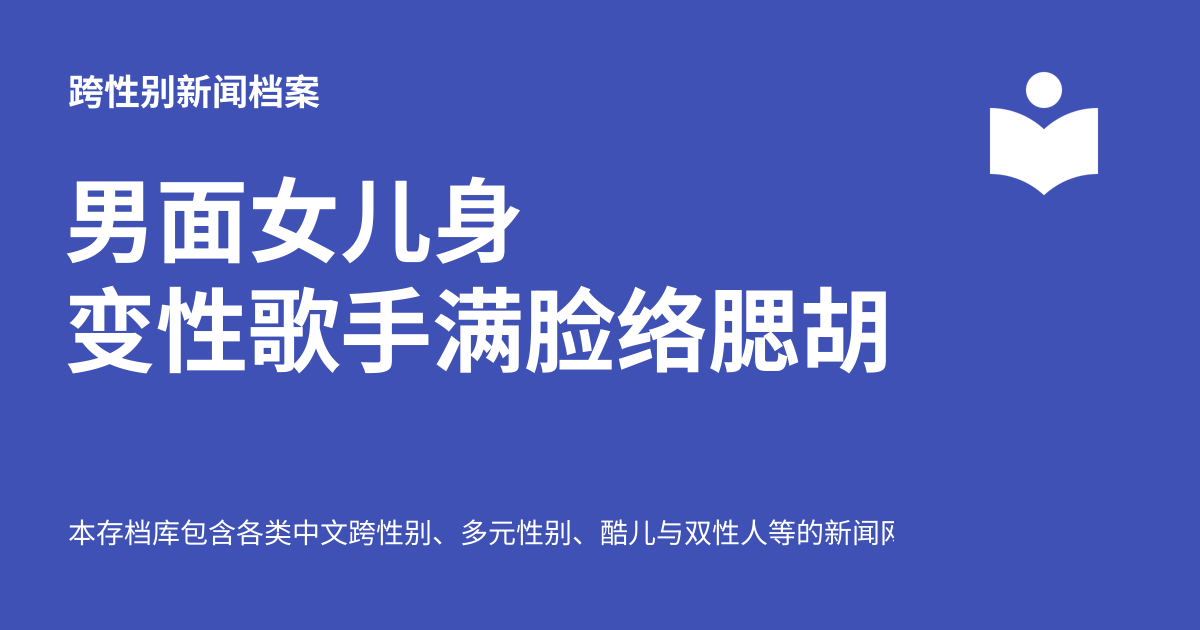 跨性别新闻档案
男面女儿身
变性歌手满脸络腮胡
本存档库包含各类中文跨性别、多元性别、酷儿与双性人等的新闻网